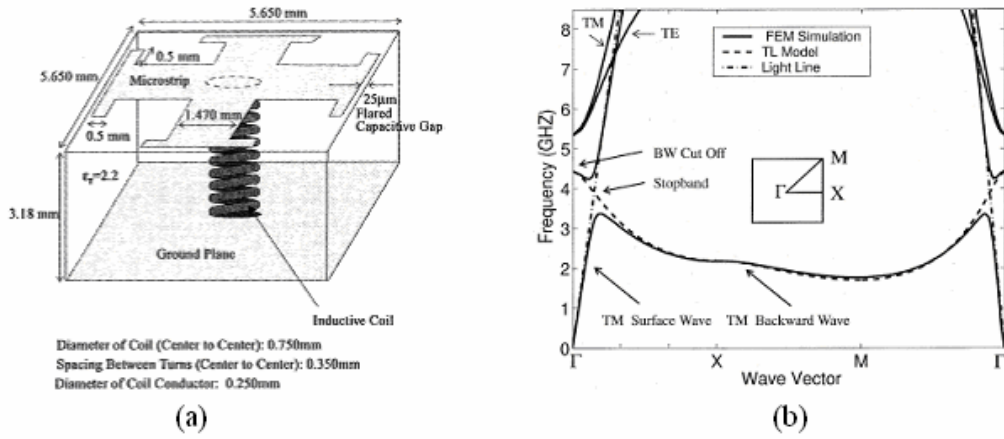 5.650 mm
5.650 mm
0.5 mm
Microstrip
1.470 mm
0.5 mm
25μm
Flared
Capacitive Gap
εr=2.2
3.18 mm
Ground Plane
Inductive Coil
Diameter of Coil (Center to Center): 0.750mm
Spacing Between Turns (Center to Center): 0.350mm
Diameter of Coil Conductor: 0.250mm
(a)
Frequency (GHZ)
8
7
6
5
4
3
2
1
0
TM
TE
FEM Simulation
TL Model
Light Line
BW Cut Off
Stopband
M
Γ
X
TM Surface Wave
TM Backward Wave
Γ
X
M
Γ
Wave Vector
(b)